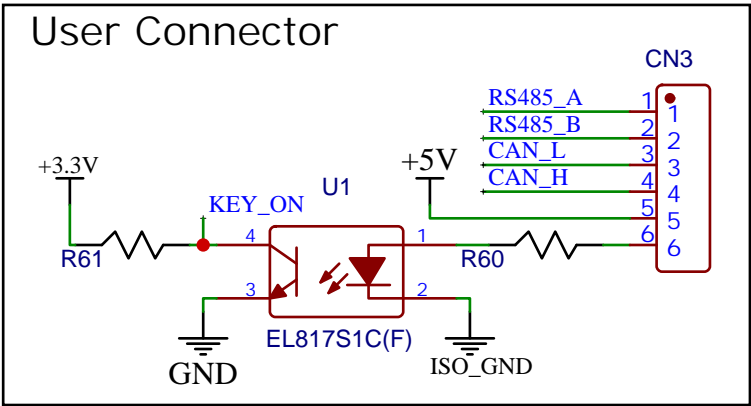 User Connector
CN3
RS485_A 1 1
RS485_B 2 2
CAN_L 3 3
CAN_H 4 4
+5V 5 5
6 6
+3.3V
U1
KEY_ON
R61
4
1
R60
3
2
EL817S1C(F)
GND
ISO_GND